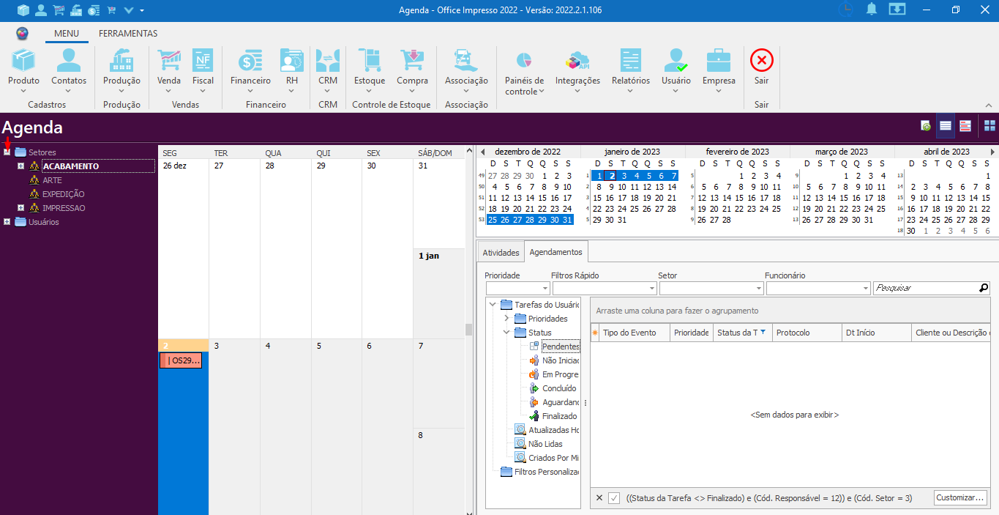 Agenda - Office Impresso 2022 - Versão: 2022.2.1.106
MENU FERRAMENTAS
Produto Contatos Produção Venda Fiscal Financeiro RH CRM Estoque Compra Associação Painéis de controle Integrações Relatórios Usuário Empresa Sair
Cadastros Produção Vendas Financeiro CRM Controle de Estoque Associação Sair
Agenda
Setores
ACABAMENTO
ARTE
EXPEDIÇÃO
IMPRESSAO
Usuários
SEG TER QUA QUI SEX SÁB/DOM
26 dez 27 28 29 30 31
1 jan
2 3 4 5 6 7
OS29...
8
dezembro de 2022
D S T Q Q S S
49 27 28 29 30 1 2 3
50 4 5 6 7 8 9 10
51 11 12 13 14 15 16 17
52 18 19 20 21 22 23 24
53 25 26 27 28 29 30 31
janeiro de 2023
D S T Q Q S S
1 1 2 3 4 5 6 7
2 8 9 10 11 12 13 14
3 15 16 17 18 19 20 21
4 22 23 24 25 26 27 28
5 29 30 31
fevereiro de 2023
D S T Q Q S S
5 1 2 3 4
6 5 6 7 8 9 10 11
7 12 13 14 15 16 17 18
8 19 20 21 22 23 24 25
9 26 27 28
março de 2023
D S T Q Q S S
9 1 2 3 4
10 5 6 7 8 9 10 11
11 12 13 14 15 16 17 18
12 19 20 21 22 23 24 25
13 26 27 28 29 30 31
abril de 2023
D S T Q Q S S
13 1
14 2 3 4 5 6 7 8
15 9 10 11 12 13 14 15
16 16 17 18 19 20 21 22
17 23 24 25 26 27 28 29
18 30 1 2 3 4 5 6
Atividades Agendamentos
Prioridade Filtros Rápido Setor Funcionário
Pesquisar
Tarefas do Usuário
Prioridades
Status
Pendentes
Não Iniciad
Em Progre
Concluído
Aguardand
Finalizado
Atualizadas Ho
Não Lidas
Criados Por Mi
Filtros Personaliza
Arraste uma coluna para fazer o agrupamento
Tipo do Evento Prioridade Status da T Protocolo Dt Início Cliente ou Descrição d
<Sem dados para exibir>
((Status da Tarefa <> Finalizado) e (Cód. Responsável = 12)) e (Cód. Setor = 3)
Customizar...